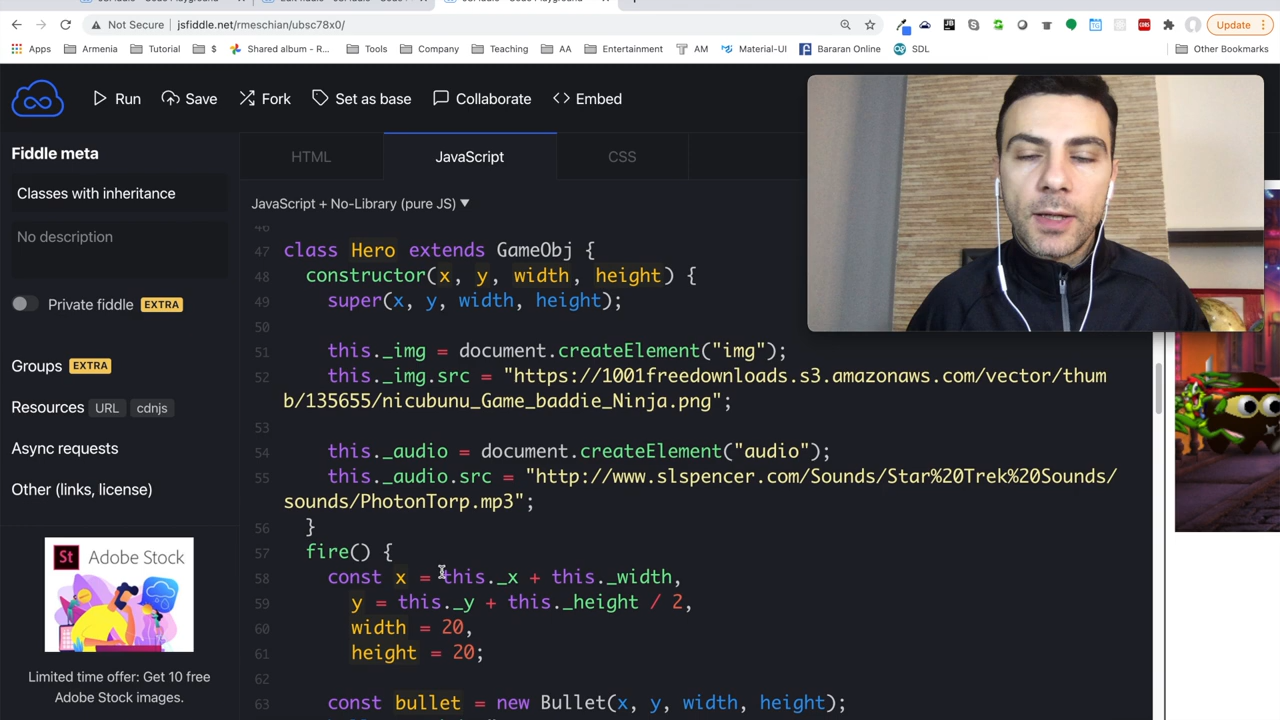 Not Secure | jsfiddle.net/rmeschian/ubsc78x0/
Update
Apps Armenia Tutorial $ Shared album - R... Tools Company Teaching AA Entertainment AM Material-UI Bararan Online SDL Other Bookmarks
Run Save Fork Set as base Collaborate Embed
Fiddle meta
Classes with inheritance
No description
Private fiddle EXTRA
Groups EXTRA
Resources URL cdnjs
Async requests
Other (links, license)
St Adobe Stock
Limited time offer: Get 10 free
Adobe Stock images.
HTML JavaScript CSS
JavaScript + No-Library (pure JS) ▼
46
47 class Hero extends GameObj {
48 constructor(x, y, width, height) {
49 super(x, y, width, height);
50
51 this._img = document.createElement("img");
52 this._img.src = "https://1001freedownloads.s3.amazonaws.com/vector/thum
b/135655/nicubunu_Game_baddie_Ninja.png";
53
54 this._audio = document.createElement("audio");
55 this._audio.src = "http://www.slspencer.com/Sounds/Star%20Trek%20Sounds/
sounds/PhotonTorp.mp3";
56 }
57 fire() {
58 const x = this._x + this._width,
59 y = this._y + this._height / 2,
60 width = 20,
61 height = 20;
62
63 const bullet = new Bullet(x, y, width, height);